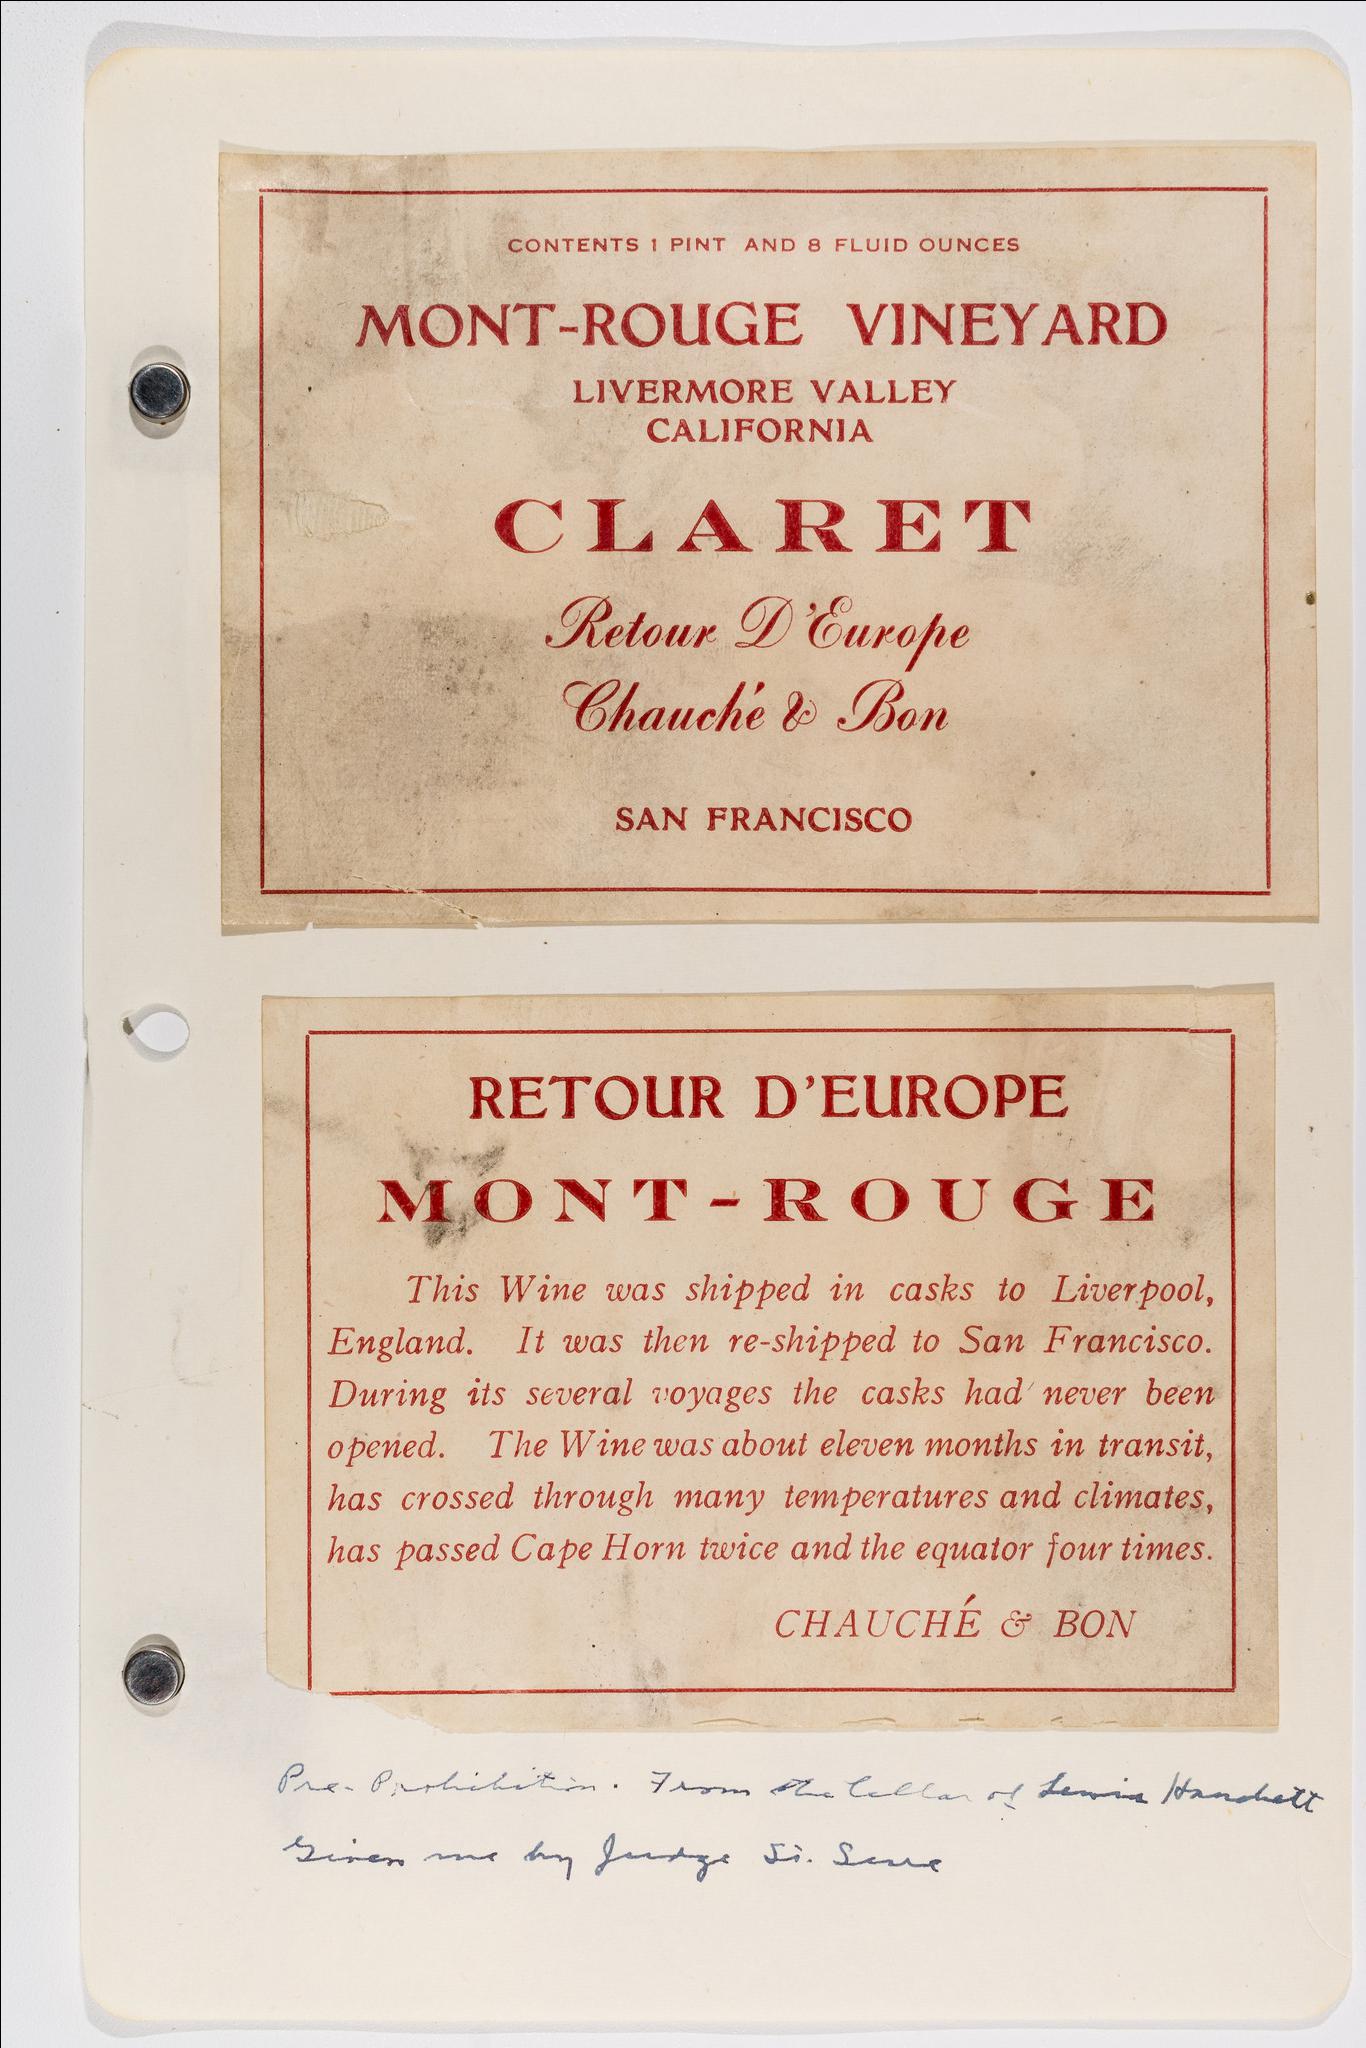 CONTENTS 1 PINT AND 8 FLUID OUNCES
MONT-ROUGE VINEYARD
LIVERMORE VALLEY
CALIFORNIA
CLARET
Retour D'Europe
Chauché & Bon
SAN FRANCISCO
RETOUR D'EUROPE
MONT-ROUGE
This Wine was shipped in casks to Liverpool,
England. It was then re-shipped to San Francisco.
During its several voyages the casks had never been
opened. The Wine was about eleven months in transit,
has crossed through many temperatures and climates,
has passed Cape Horn twice and the equator four times.
CHAUCHÉ & BON
Pre-Prohibition. From the Cellar of Lewis Hanchett
Given me by Judge St. Sure